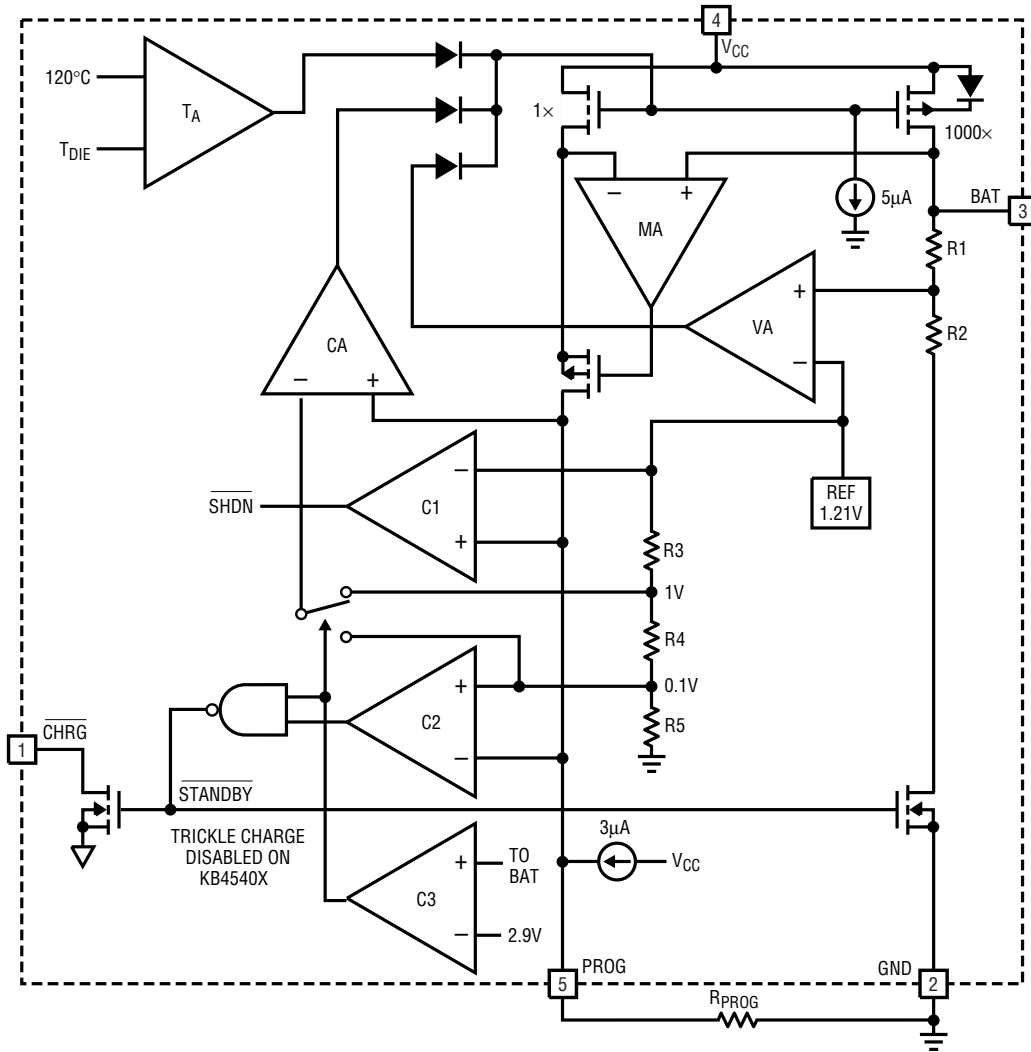 4
VCC
120°C
TA
TDIE
1×
1000×
5µA
BAT
3
– +
MA
R1
+
VA
–
R2
CA
– +
REF
1.21V
SHDN
–
C1
+
R3
1V
R4
+
C2
–
0.1V
R5
CHRG
1
STANDBY
TRICKLE CHARGE
DISABLED ON
KB4540X
3µA
VCC
+
C3
–
TO
BAT
2.9V
PROG
5
GND
2
RPROG